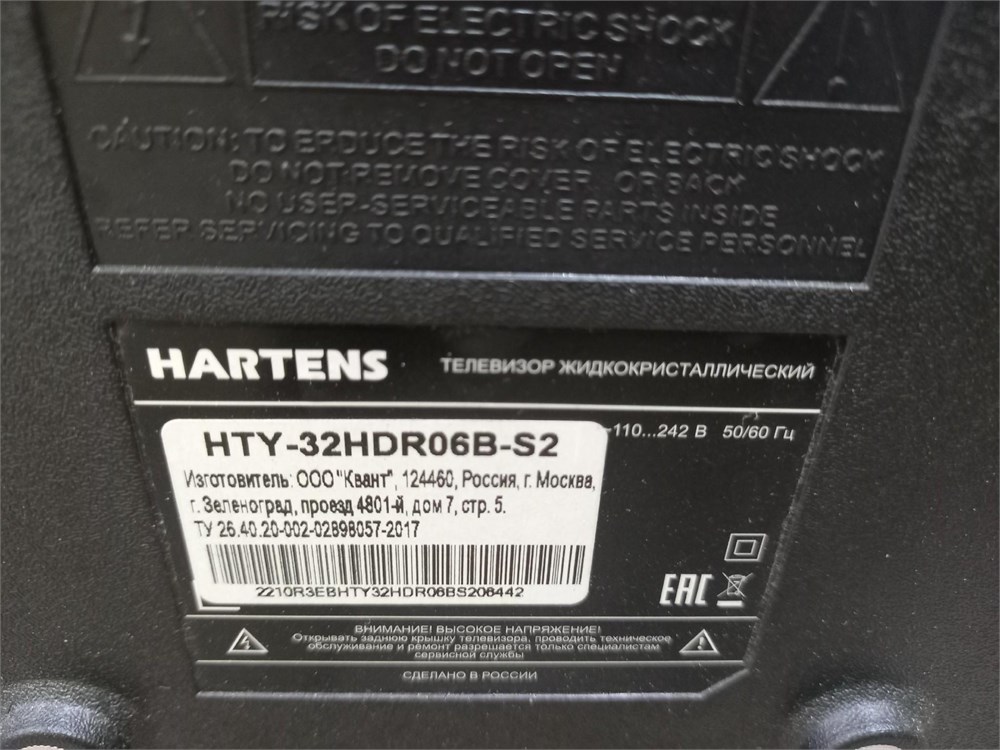 RISK OF ELECTRIC SHOCK
DO NOT OPEN
CAUTION: TO ERDUCE THE RISK OF ELECTRIC SHOCK
DO NOT REMOVE COVER OR BACK
NO USER-SERVICEABLE PARTS INSIDE
REFER SERVICING TO QUALIFIED SERVICE PERSONNEL
HARTENS ТЕЛЕВИЗОР ЖИДКОКРИСТАЛЛИЧЕСКИЙ
~110...242 В 50/60 Гц
HTY-32HDR06B-S2
Изготовитель: ООО "Квант", 124460, Россия, г. Москва,
г. Зеленоград, проезд 4801-й, дом 7, стр. 5.
ТУ 26.40.20-002-02898057-2017
2210R3EBHTY32HDR06BS206442
EAC
ВНИМАНИЕ! ВЫСОКОЕ НАПРЯЖЕНИЕ!
Открывать заднюю крышку телевизора, проводить техническое
обслуживание и ремонт разрешается только специалистам
сервисной службы
СДЕЛАНО В РОССИИ